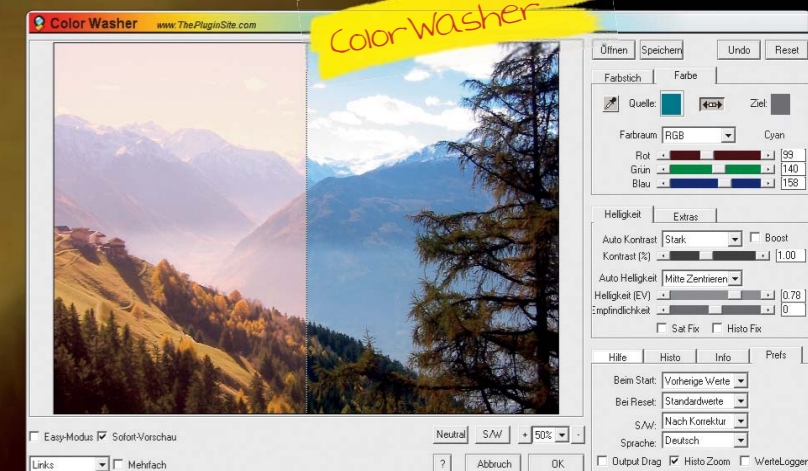 Color Washer www.ThePluginSite.com
ColorWasher
Öffnen Speichern Undo Reset
Farbstich Farbe
Quelle: Ziel:
Farbraum RGB Cyan
Rot 99
Grün 140
Blau 158
Helligkeit Extras
Auto Kontrast Stark Boost
Kontrast (%) 1.00
Auto Helligkeit Mitte Zentrieren
Helligkeit (EV) 0.78
Empfindlichkeit 0
Sat Fix Histo Fix
Hilfe Histo Info Prefs
Beim Start: Vorherige Werte
Bei Reset: Standardwerte
S/W: Nach Korrektur
Sprache: Deutsch
Output Drag Histo Zoom WerteLogger
Easy-Modus Sofort-Vorschau Neutral S/W + 50% -
Links Mehrfach ? Abbruch OK